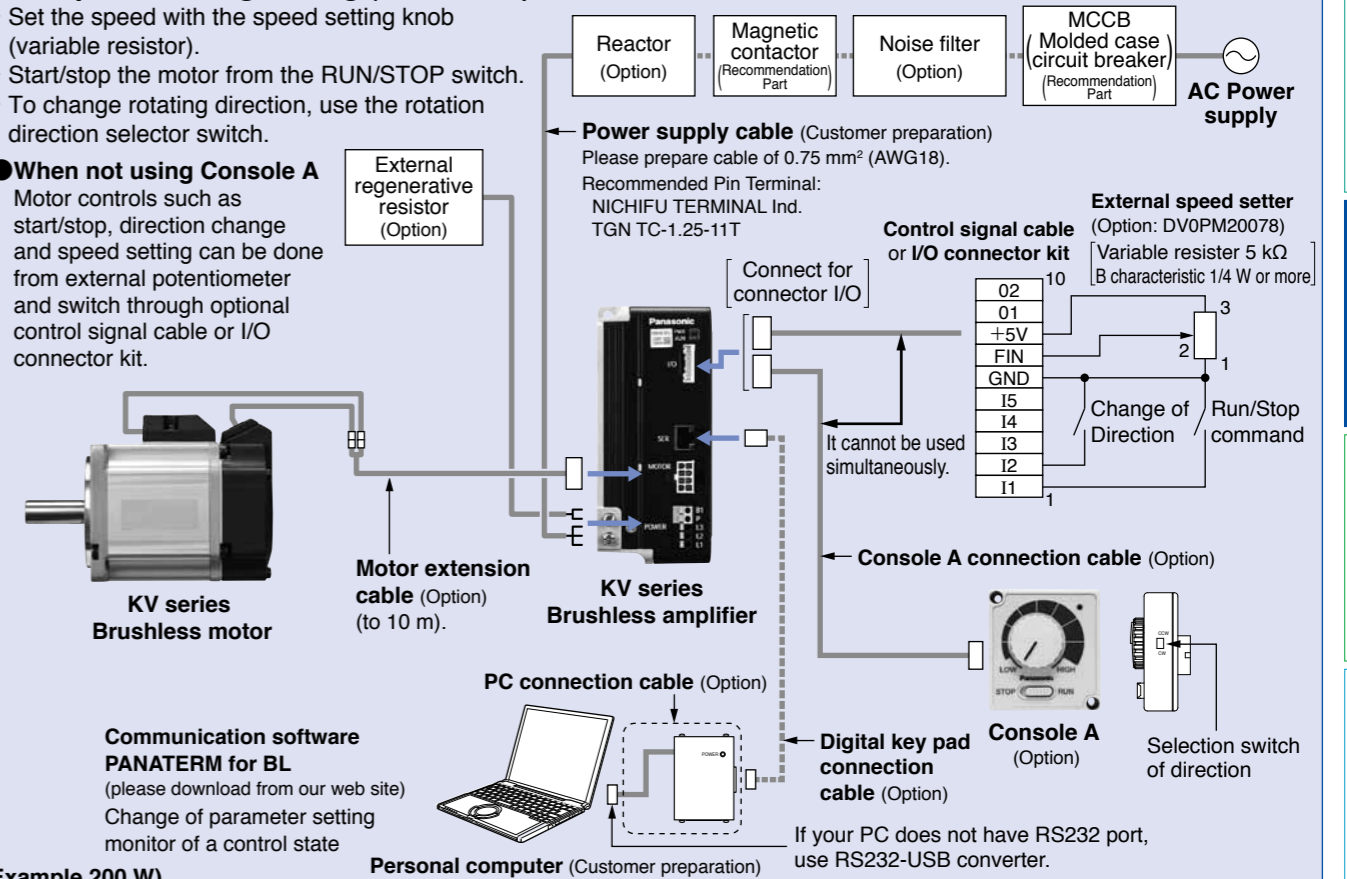 Set the speed with the speed setting knob
(variable resistor).
Start/stop the motor from the RUN/STOP switch.
To change rotating direction, use the rotation
direction selector switch.
●When not using Console A
Motor controls such as
start/stop, direction change
and speed setting can be done
from external potentiometer
and switch through optional
control signal cable or I/O
connector kit.
Reactor
(Option)
Magnetic
contactor
(Recommendation
Part)
Noise filter
(Option)
MCCB
(Molded case
circuit breaker)
(Recommendation
Part)
AC Power
supply
Power supply cable (Customer preparation)
Please prepare cable of 0.75 mm² (AWG18).
Recommended Pin Terminal:
NICHIFU TERMINAL Ind.
TGN TC-1.25-11T
External
regenerative
resistor
(Option)
Control signal cable
or I/O connector kit
External speed setter
(Option: DV0PM20078)
[Variable resister 5 kΩ
B characteristic 1/4 W or more]
[Connect for
connector I/O]
10
02
01
+5V
FIN
GND
I5
I4
I3
I2
I1
1
3
2
1
Change of
Direction
Run/Stop
command
It cannot be used
simultaneously.
Panasonic
I/O
SER
MOTOR
POWER
B1
P
L3
L2
L1
KV series
Brushless motor
Motor extension
cable (Option)
(to 10 m).
KV series
Brushless amplifier
Console A connection cable (Option)
LOW
HIGH
Panasonic
STOP
RUN
CCW
CW
Console A
(Option)
Selection switch
of direction
PC connection cable (Option)
POWER
Digital key pad
connection
cable (Option)
Communication software
PANATERM for BL
(please download from our web site)
Change of parameter setting
monitor of a control state
Personal computer (Customer preparation)
If your PC does not have RS232 port,
use RS232-USB converter.
Example 200 W)